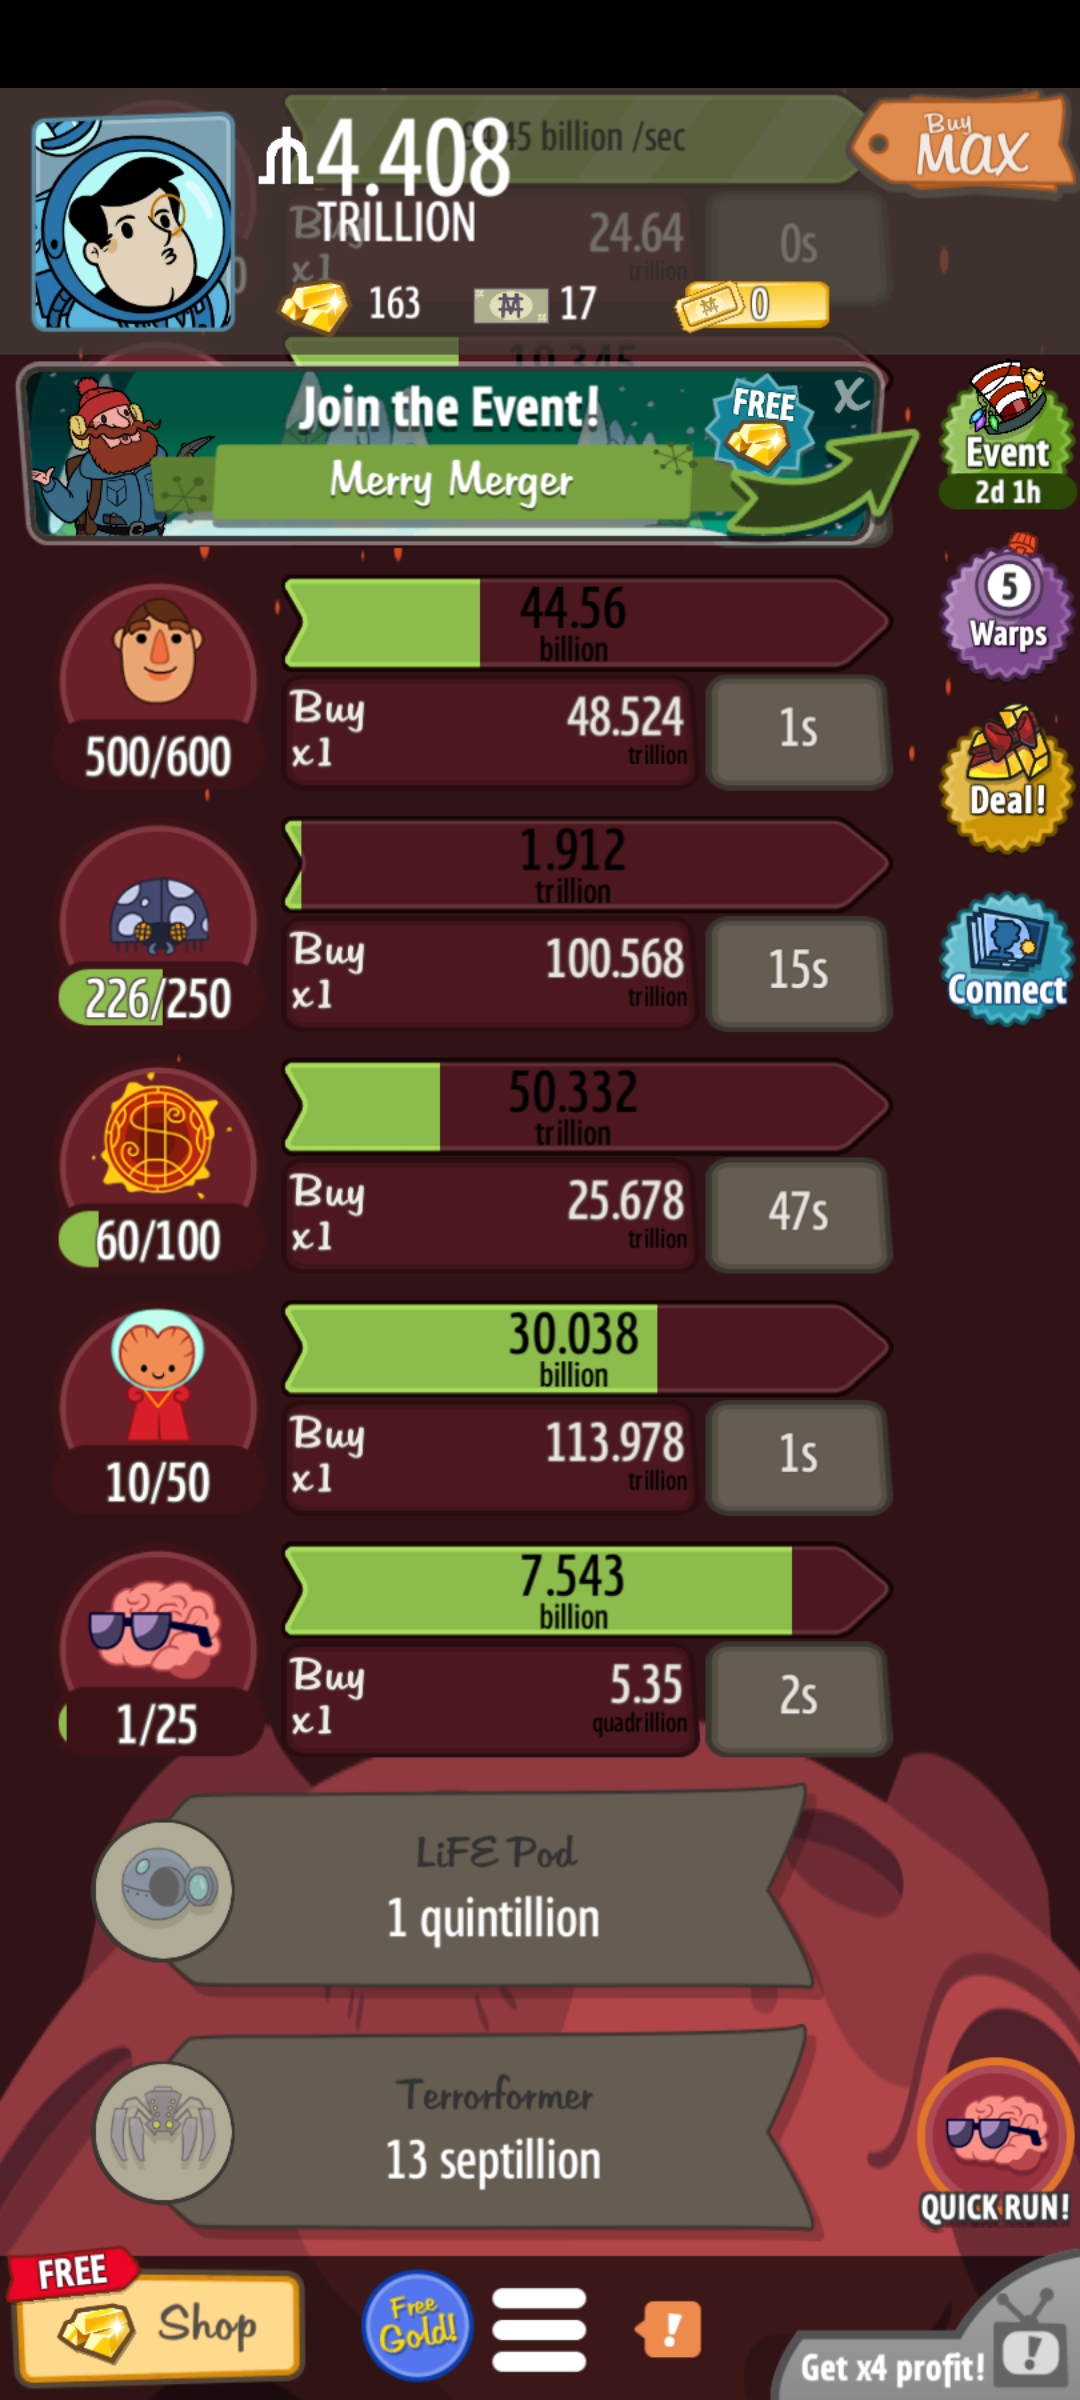 45 billion /sec
Buy
MAX
4.408
TRILLION
Buy
x1
24.64
trillion
0s
163
17
0
Join the Event!
FREE
X
Merry Merger
Event
2d 1h
44.56
billion
5
Warps
500/600
Buy
x1
48.524
trillion
1s
Deal!
1.912
trillion
226/250
Buy
x1
100.568
trillion
15s
Connect
50.332
trillion
60/100
Buy
x1
25.678
trillion
47s
30.038
billion
10/50
Buy
x1
113.978
trillion
1s
7.543
billion
1/25
Buy
x1
5.35
quadrillion
2s
LiFE Pod
1 quintillion
Terrorformer
13 septillion
QUICK RUN!
FREE
Shop
Free
Gold!
!
!
Get x4 profit!